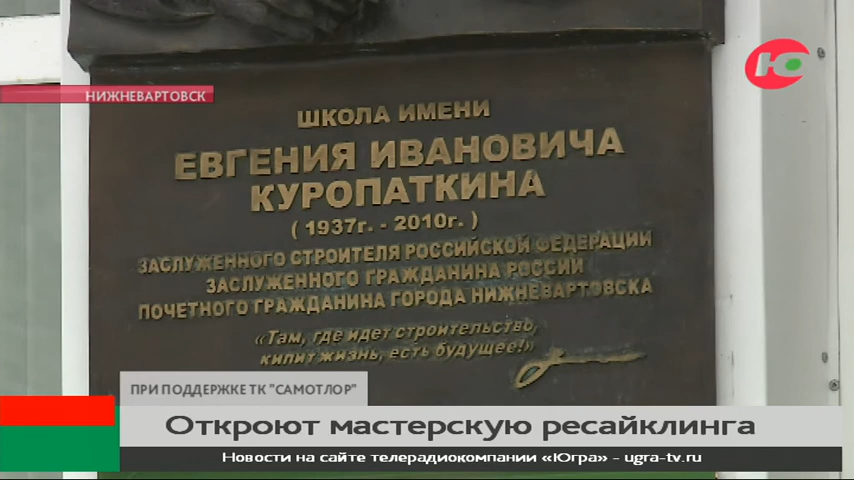 НИЖНЕВАРТОВСК
Ю
ШКОЛА ИМЕНИ
ЕВГЕНИЯ ИВАНОВИЧА
КУРОПАТКИНА
( 1937г. - 2010г. )
ЗАСЛУЖЕННОГО СТРОИТЕЛЯ РОССИЙСКОЙ ФЕДЕРАЦИИ
ЗАСЛУЖЕННОГО ГРАЖДАНИНА РОССИИ
ПОЧЕТНОГО ГРАЖДАНИНА ГОРОДА НИЖНЕВАРТОВСКА
«Там, где идет строительство,
кипит жизнь, есть будущее!»
ПРИ ПОДДЕРЖКЕ ТК "САМОТЛОР"
Откроют мастерскую ресайклинга
Новости на сайте телерадиокомпании «Югра» - ugra-tv.ru